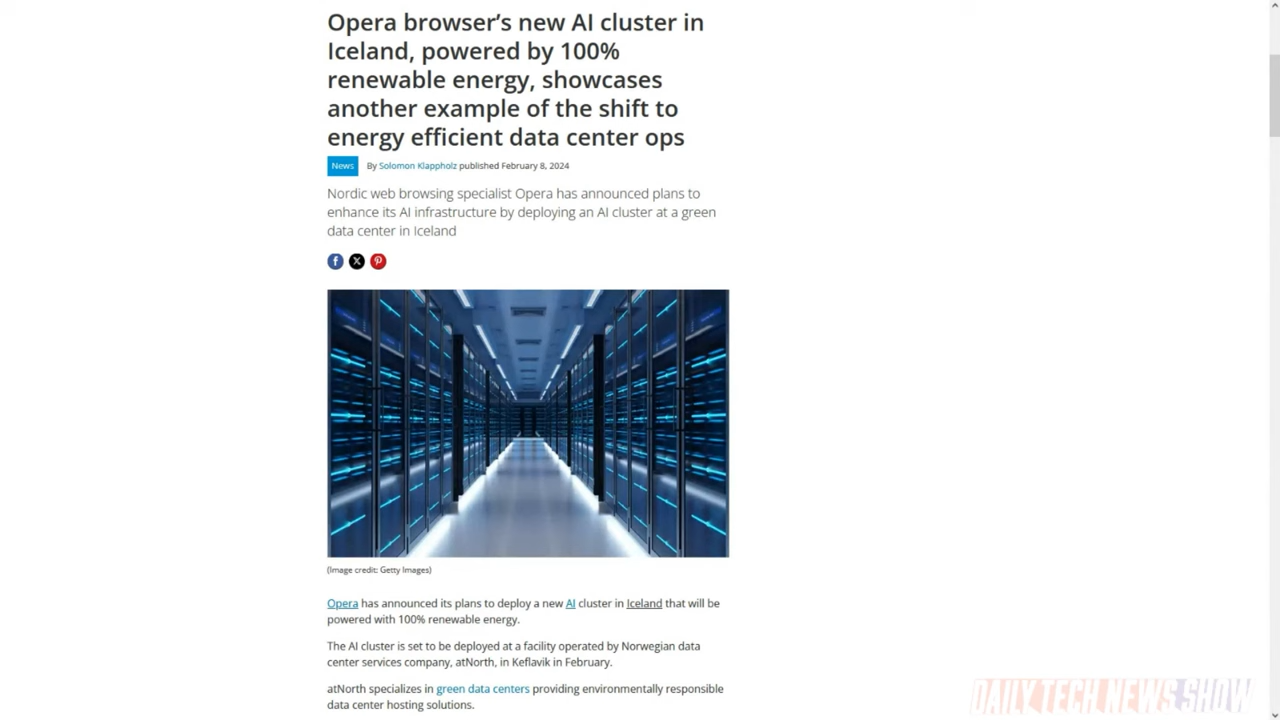 Opera browser’s new AI cluster in
Iceland, powered by 100%
renewable energy, showcases
another example of the shift to
energy efficient data center ops
News By Solomon Klappholz published February 8, 2024
Nordic web browsing specialist Opera has announced plans to
enhance its AI infrastructure by deploying an AI cluster at a green
data center in Iceland
(Image credit: Getty Images)
Opera has announced its plans to deploy a new AI cluster in Iceland that will be
powered with 100% renewable energy.
The AI cluster is set to be deployed at a facility operated by Norwegian data
center services company, atNorth, in Keflavik in February.
atNorth specializes in green data centers providing environmentally responsible
data center hosting solutions.
DAILY TECH NEWS SHOW